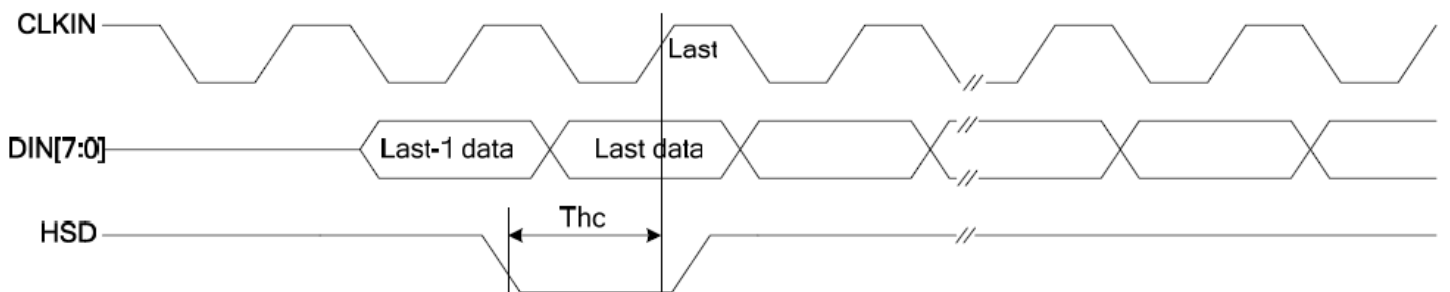 CLKIN
Last
DIN[7:0]
Last-1 data
Last data
Thc
HSD